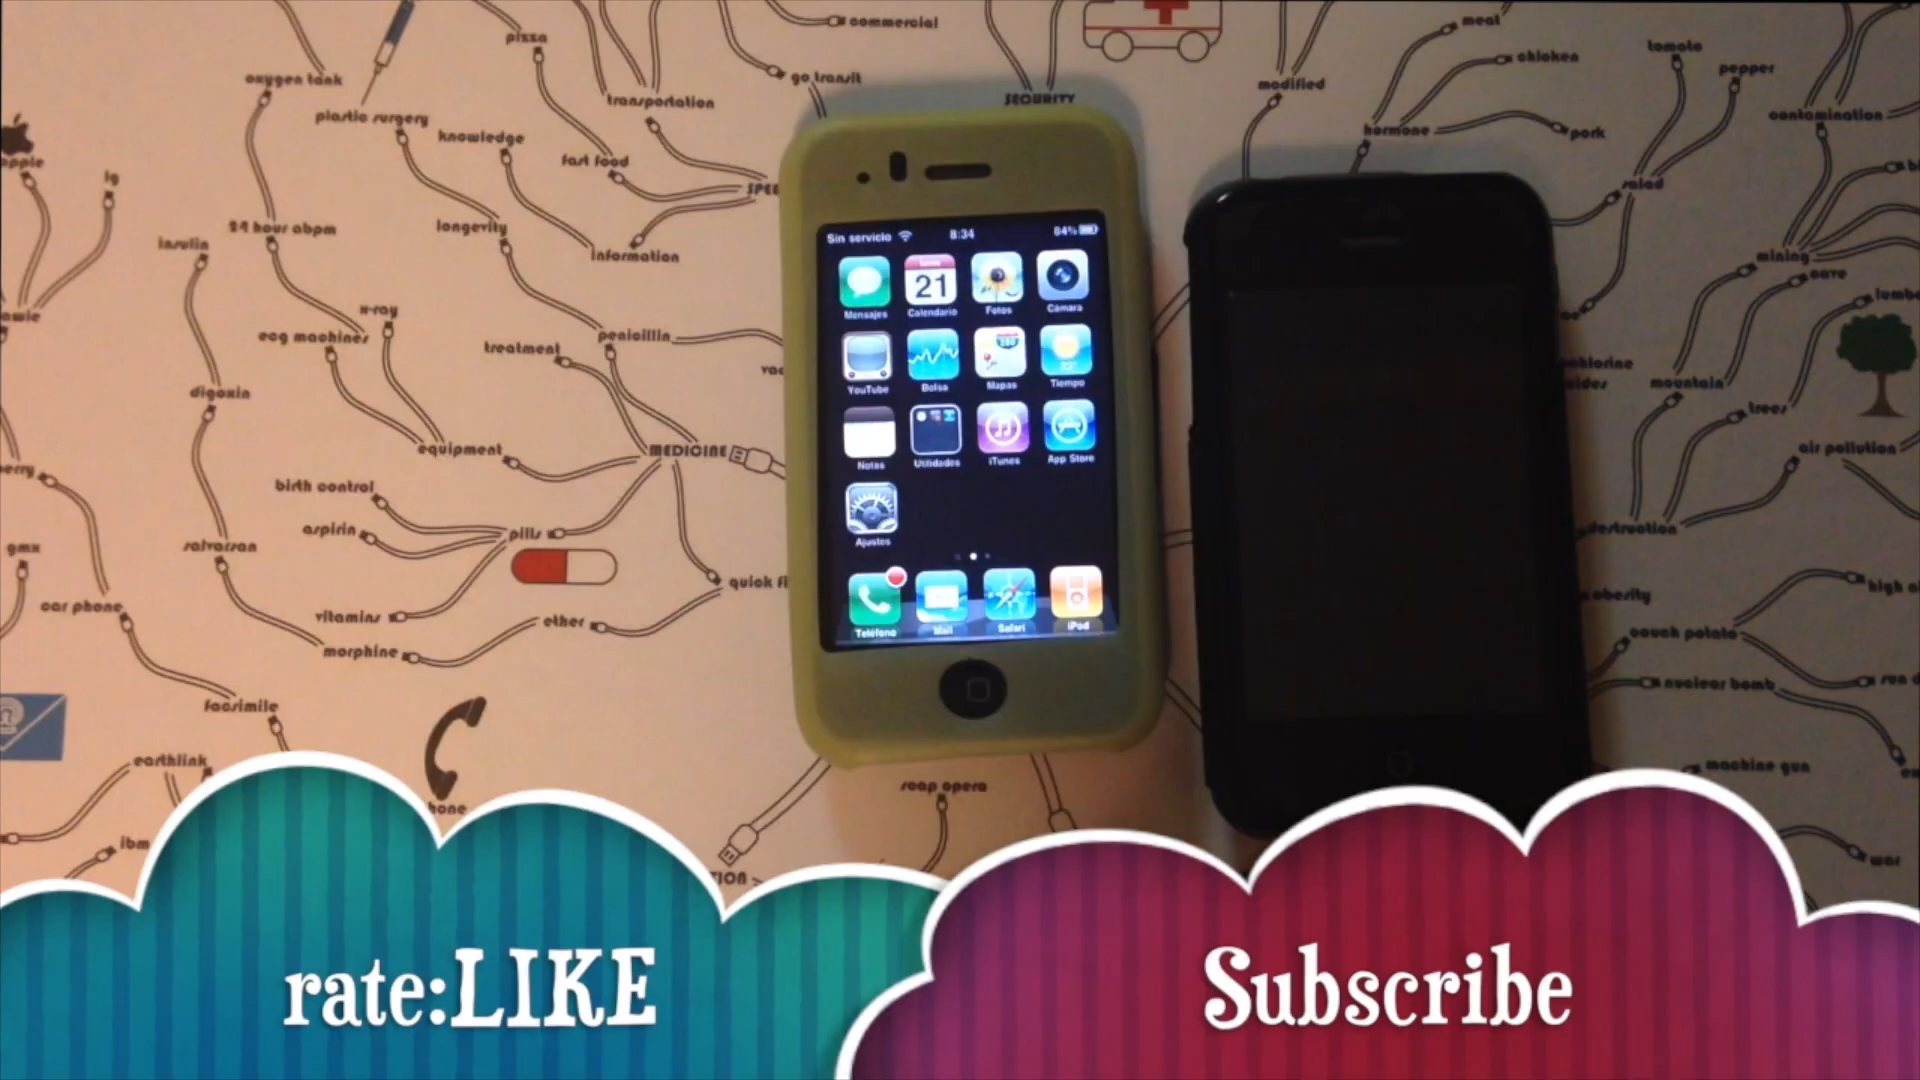 commercial
meat
pizza
chicken
tomato
pepper
oxygen tank
go transit
modified
transportation
SECURITY
plastic surgery
contamination
knowledge
hormone
pork
fast food
apple
salad
24 hour abpm
longevity
insulin
information
mining
cave
x-ray
ecg machines
penicillin
treatment
mountain
trees
digoxin
equipment
MEDICINE
air pollution
birth control
aspirin
pills
destruction
salvarsan
gmx
car phone
obesity
vitamins
ether
couch potato
morphine
nuclear bomb
facsimile
earthlink
machine gun
soap opera
ibm
war
Sin servicio
8:34
84%
21
Mensajes
Calendario
Fotos
Cámara
YouTube
Bolsa
Mapas
Tiempo
Notas
Utilidades
iTunes
App Store
Ajustes
Teléfono
Mail
Safari
iPod
rate:LIKE
Subscribe